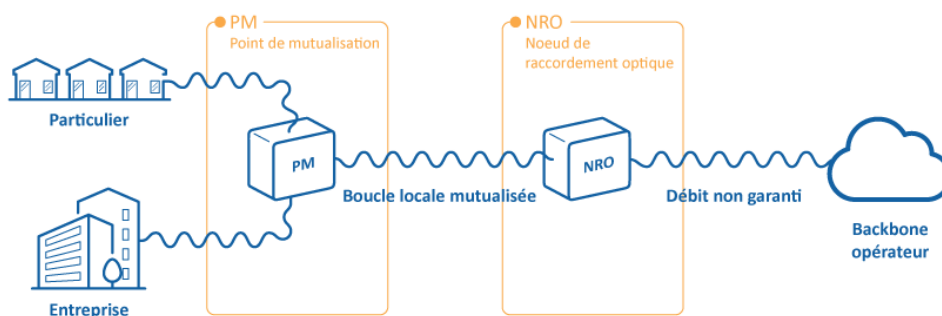 PM
Point de mutualisation
NRO
Noeud de
raccordement optique
Particulier
PM
NRO
Boucle locale mutualisée
Débit non garanti
Backbone
opérateur
Entreprise